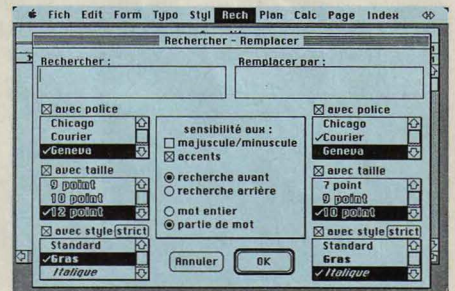 Fich Edit Form Typo Styl Rech Plan Calc Page Index
Rechercher - Remplacer
Rechercher :
Remplacer par :
avec police
Chicago
Courier
✓Geneva
avec taille
9 point
10 point
✓12 point
avec style strict
Standard
✓Gras
Italique
sensibilité aux :
majuscule/minuscule
accents
recherche avant
recherche arrière
mot entier
partie de mot
Annuler
OK
avec police
Chicago
✓Courier
Geneva
avec taille
7 point
9 point
✓10 point
avec style strict
Standard
Gras
✓Italique